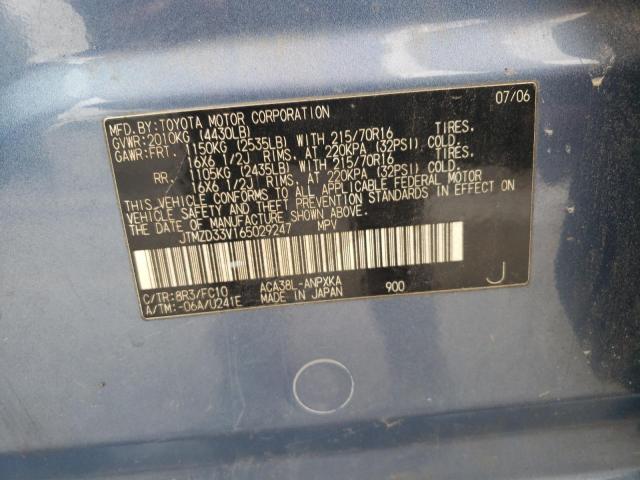 MFD. BY: TOYOTA MOTOR CORPORATION 07/06
GVWR: 2010KG (4430LB)
GAWR: FRT. 1150KG (2535LB) WITH 215/70R16 TIRES.
16X6 1/2J RIMS. AT 220KPA (32PSI) COLD.
RR. 1105KG (2435LB) WITH 215/70R16 TIRES.
16X6 1/2J RIMS. AT 220KPA (32PSI) COLD.
THIS VEHICLE CONFORMS TO ALL APPLICABLE FEDERAL MOTOR
VEHICLE SAFETY AND THEFT PREVENTION STANDARDS IN EFFECT
ON THE DATE OF MANUFACTURE SHOWN ABOVE.
JTMZD33V165029247 MPV
C/TR: 8R3/FC10 ACA38L-ANPXKA 900 J
A/TM: -06A/U241E MADE IN JAPAN